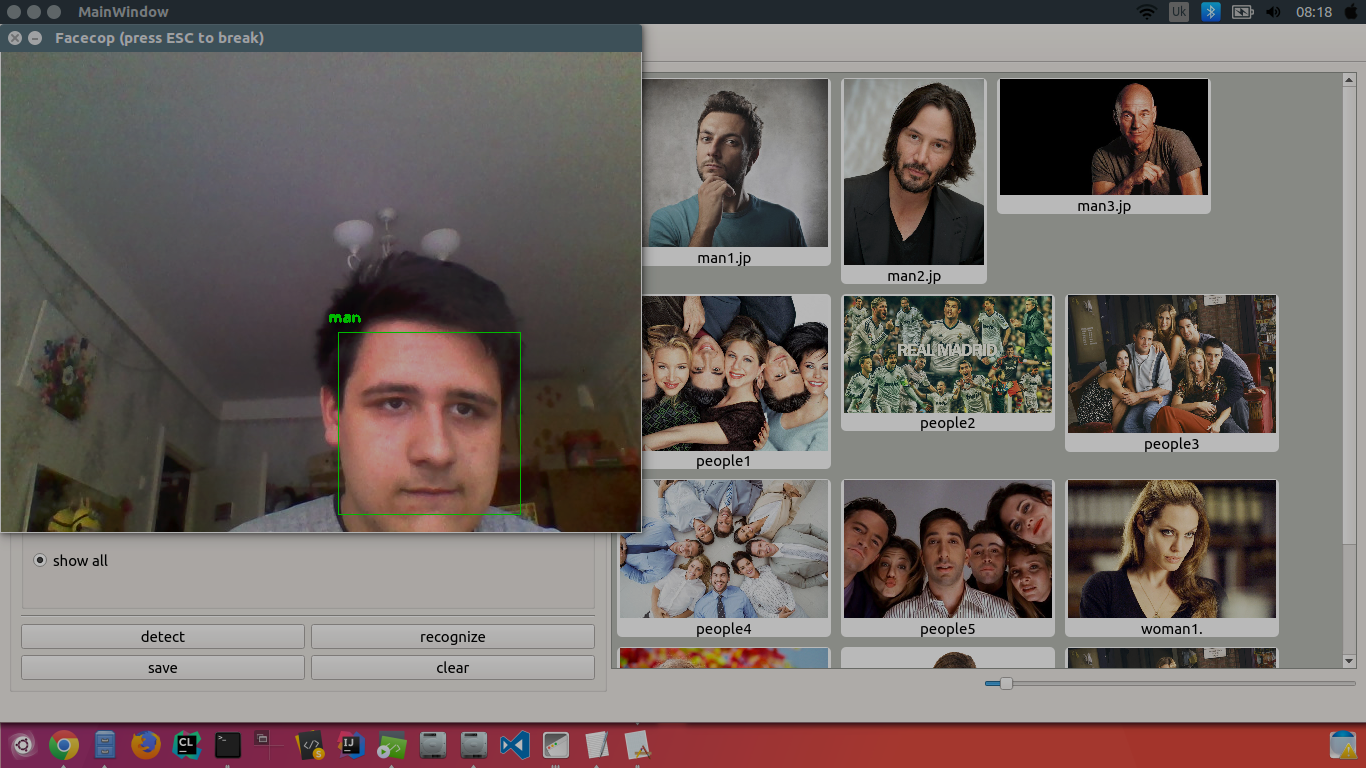 MainWindow
Uk
08:18
Facecop (press ESC to break)
man
man1.jp
man2.jp
man3.jp
people1
REAL MADRID
people2
people3
people4
people5
woman1.
show all
detect
recognize
save
clear
CL
IJ
S